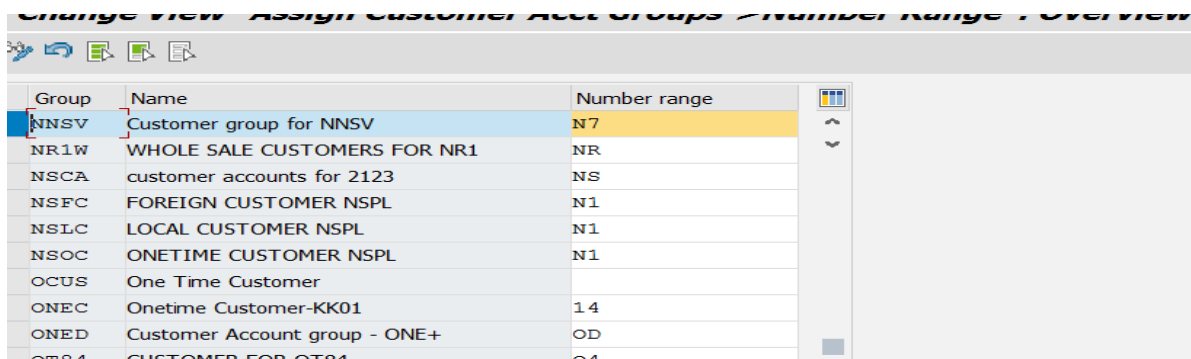 Change View "Assign Customer Acct Groups->Number Range": Overview
Group Name Number range
NNSV Customer group for NNSV N7
NR1W WHOLE SALE CUSTOMERS FOR NR1 NR
NSCA customer accounts for 2123 NS
NSFC FOREIGN CUSTOMER NSPL N1
NSLC LOCAL CUSTOMER NSPL N1
NSOC ONETIME CUSTOMER NSPL N1
OCUS One Time Customer
ONEC Onetime Customer-KK01 14
ONED Customer Account group - ONE+ OD
CUSTOMER FOR